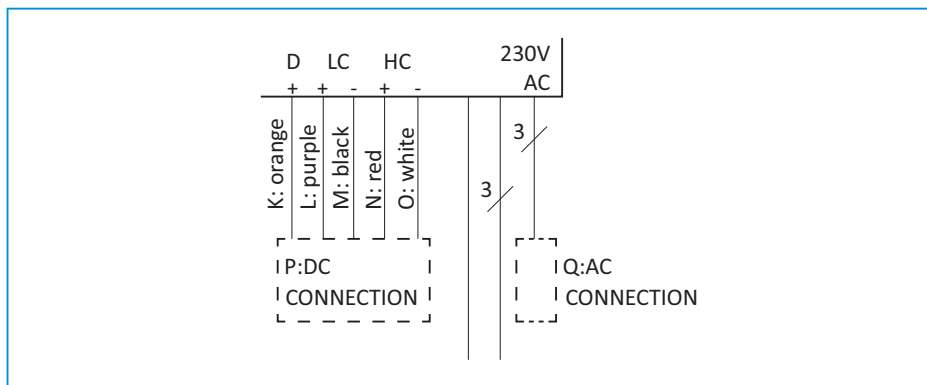 230V
D LC HC
AC
+ + - + -
K: orange
L: purple
M: black
N: red
O: white
3
3
P:DC
CONNECTION
Q:AC
CONNECTION